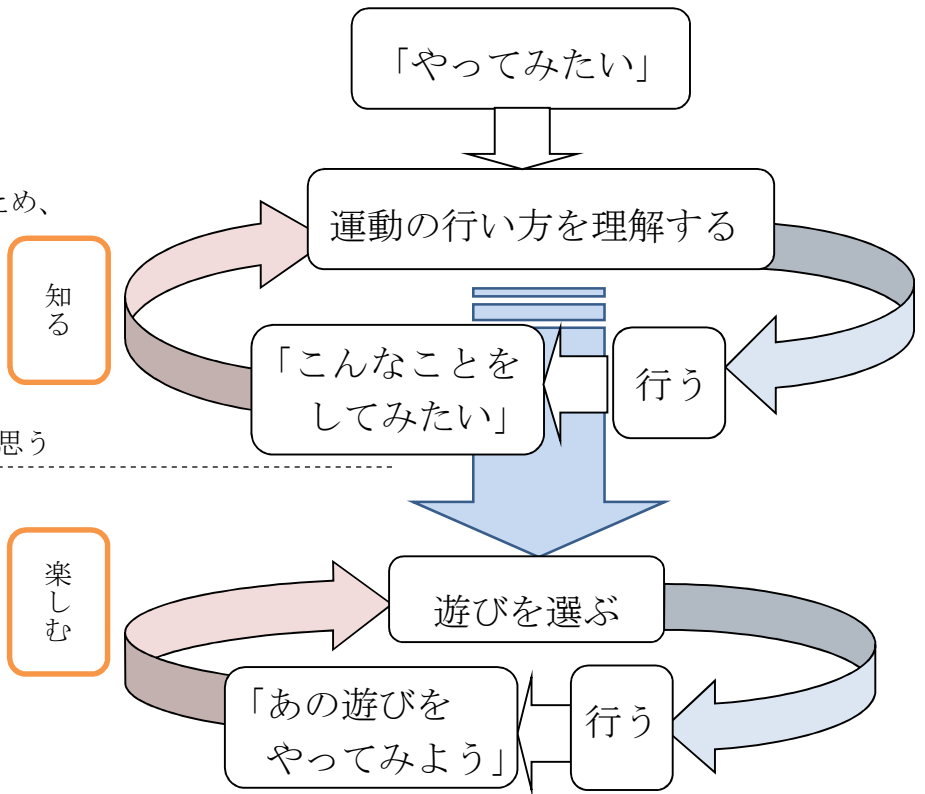 「やってみたい」
ため、
運動の行い方を理解する
知る
「こんなことを
してみたい」
行う
思う
楽しむ
遊びを選ぶ
「あの遊びを
やってみよう」
行う